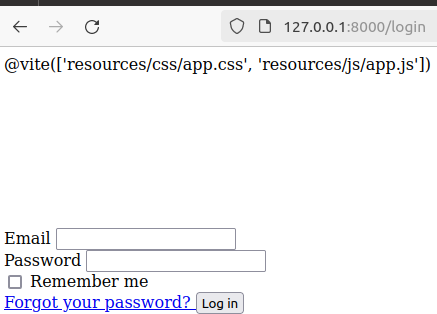 127.0.0.1:8000/login
@vite(['resources/css/app.css', 'resources/js/app.js'])
Email
Password
Remember me
Forgot your password? Log in